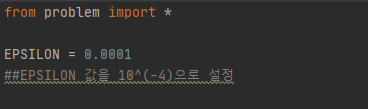 from problem import *
EPSILON = 0.0001
##EPSILON 값을 10^(-4)으로 설정